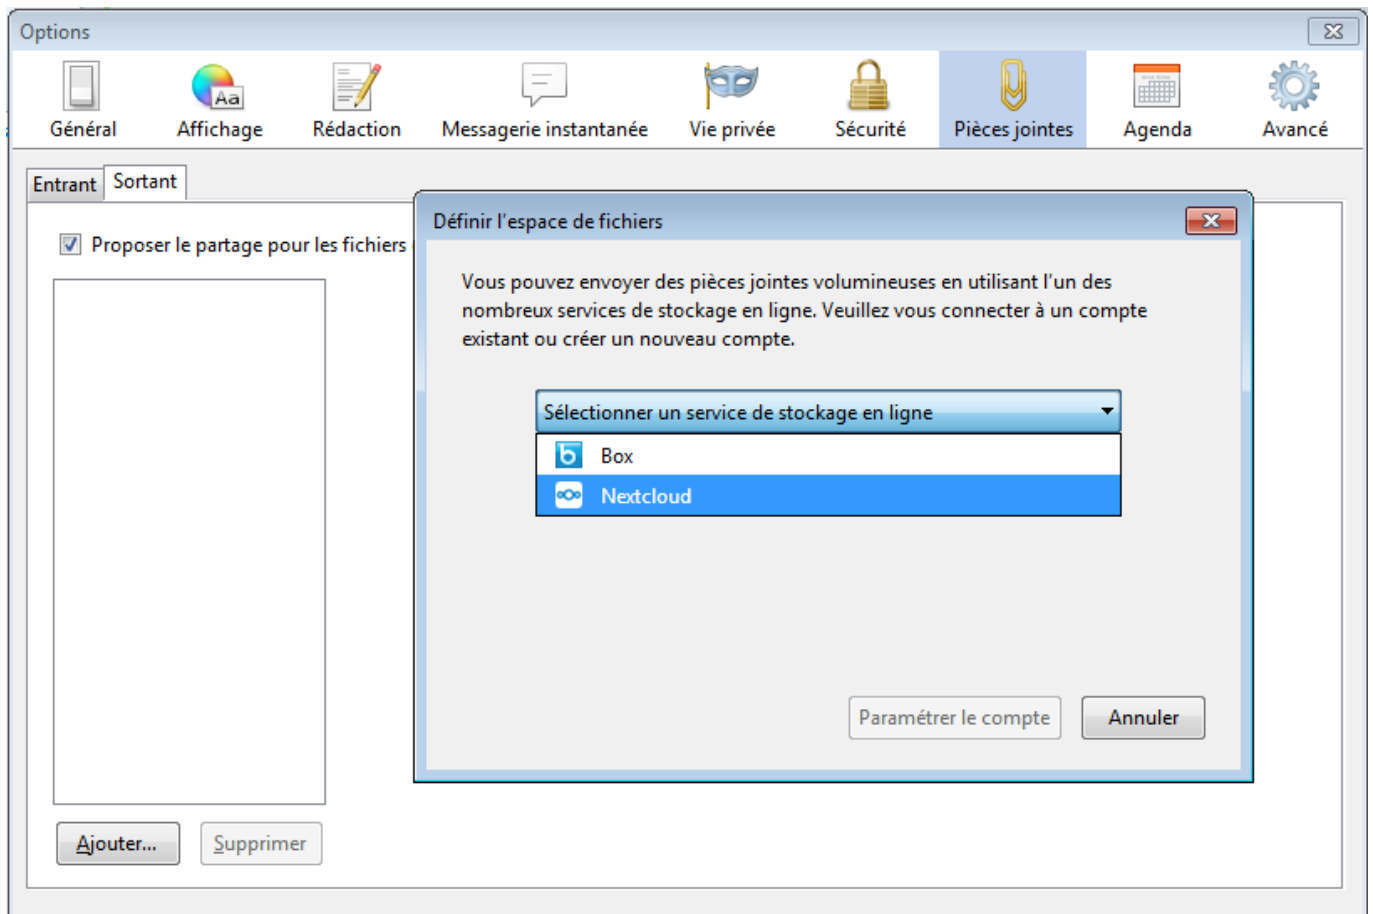 Options
Général
Affichage
Rédaction
Messagerie instantanée
Vie privée
Sécurité
Pièces jointes
Agenda
Avancé
Entrant
Sortant
Proposer le partage pour les fichiers
Définir l'espace de fichiers
Vous pouvez envoyer des pièces jointes volumineuses en utilisant l'un des
nombreux services de stockage en ligne. Veuillez vous connecter à un compte
existant ou créer un nouveau compte.
Sélectionner un service de stockage en ligne
Box
Nextcloud
Paramétrer le compte
Annuler
Ajouter...
Supprimer